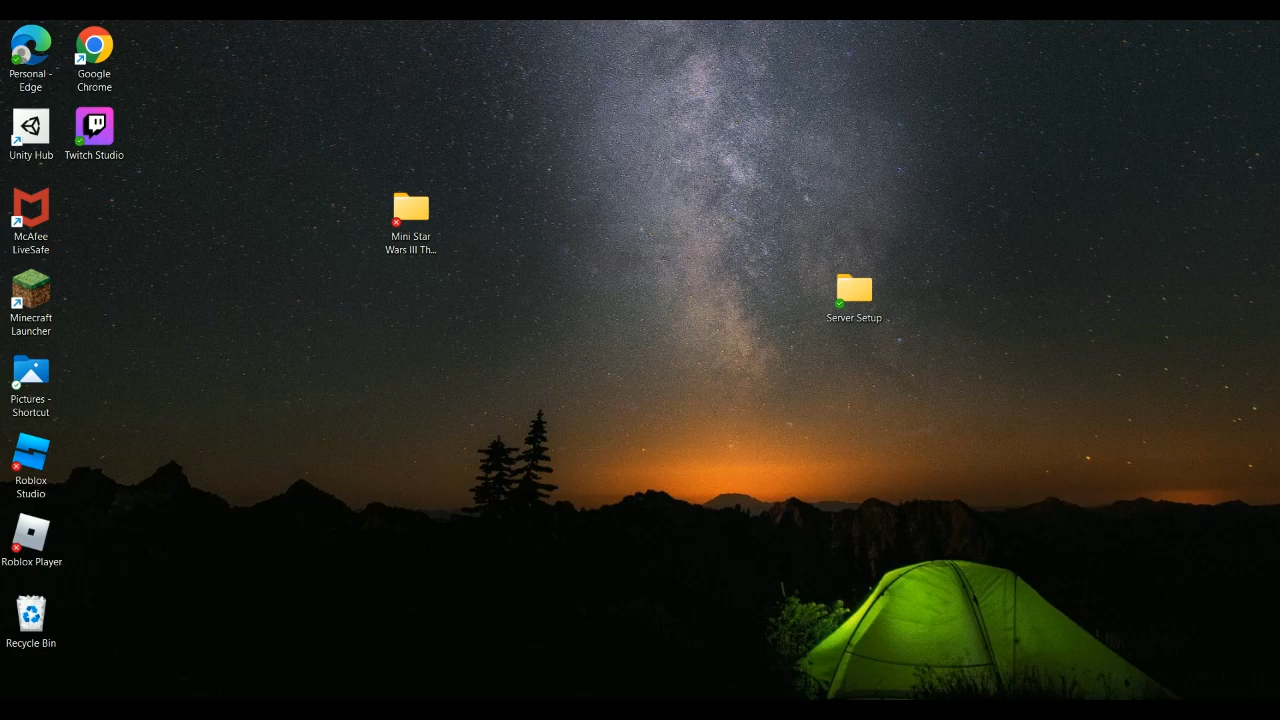 Personal -
Edge
Google
Chrome
Unity Hub
Twitch Studio
McAfee
LiveSafe
Mini Star
Wars III Th...
Minecraft
Launcher
Server Setup
Pictures -
Shortcut
Roblox
Studio
Roblox Player
Recycle Bin